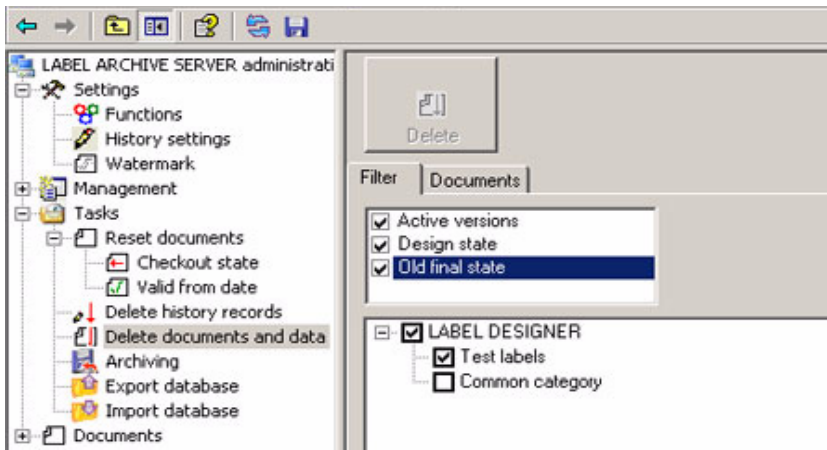 LABEL ARCHIVE SERVER administrati
Settings
Functions
History settings
Watermark
Management
Tasks
Reset documents
Checkout state
Valid from date
Delete history records
Delete documents and data
Archiving
Export database
Import database
Documents
Delete
Filter
Documents
Active versions
Design state
Old final state
LABEL DESIGNER
Test labels
Common category